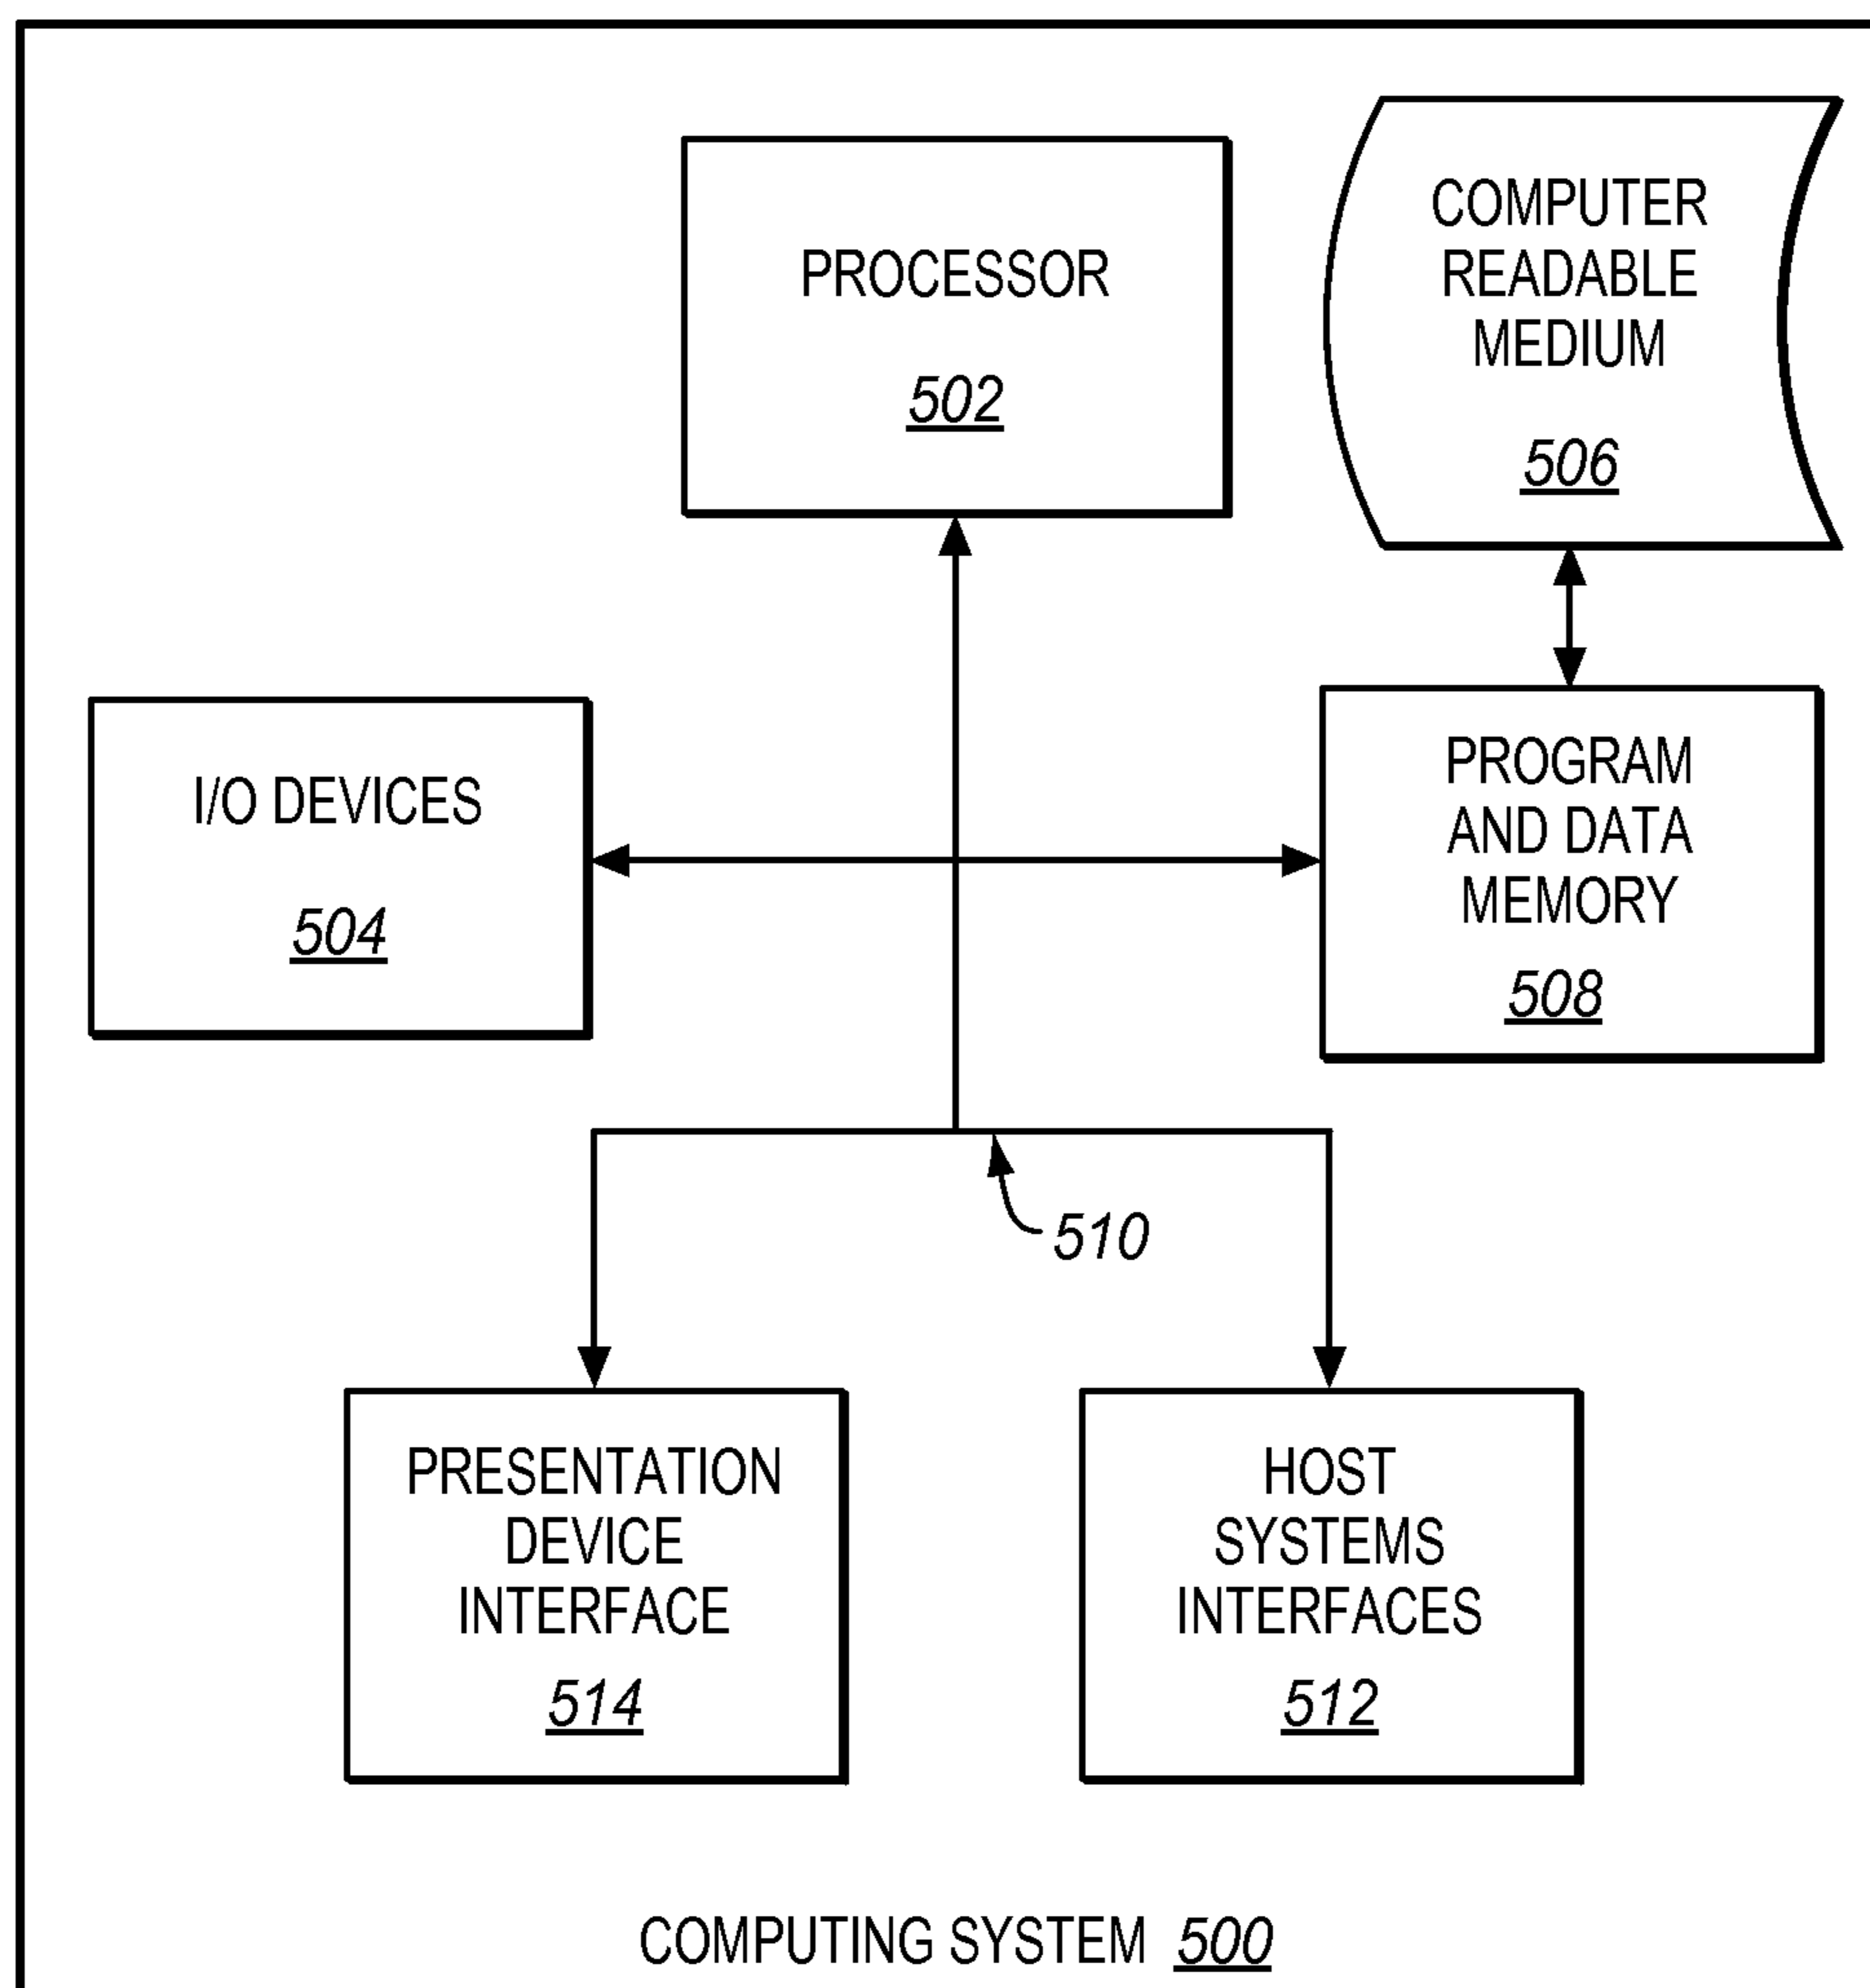 PROCESSOR
502
COMPUTER
READABLE
MEDIUM
506
I/O DEVICES
504
PROGRAM
AND DATA
MEMORY
508
510
PRESENTATION
DEVICE
INTERFACE
514
HOST
SYSTEMS
INTERFACES
512
COMPUTING SYSTEM 500